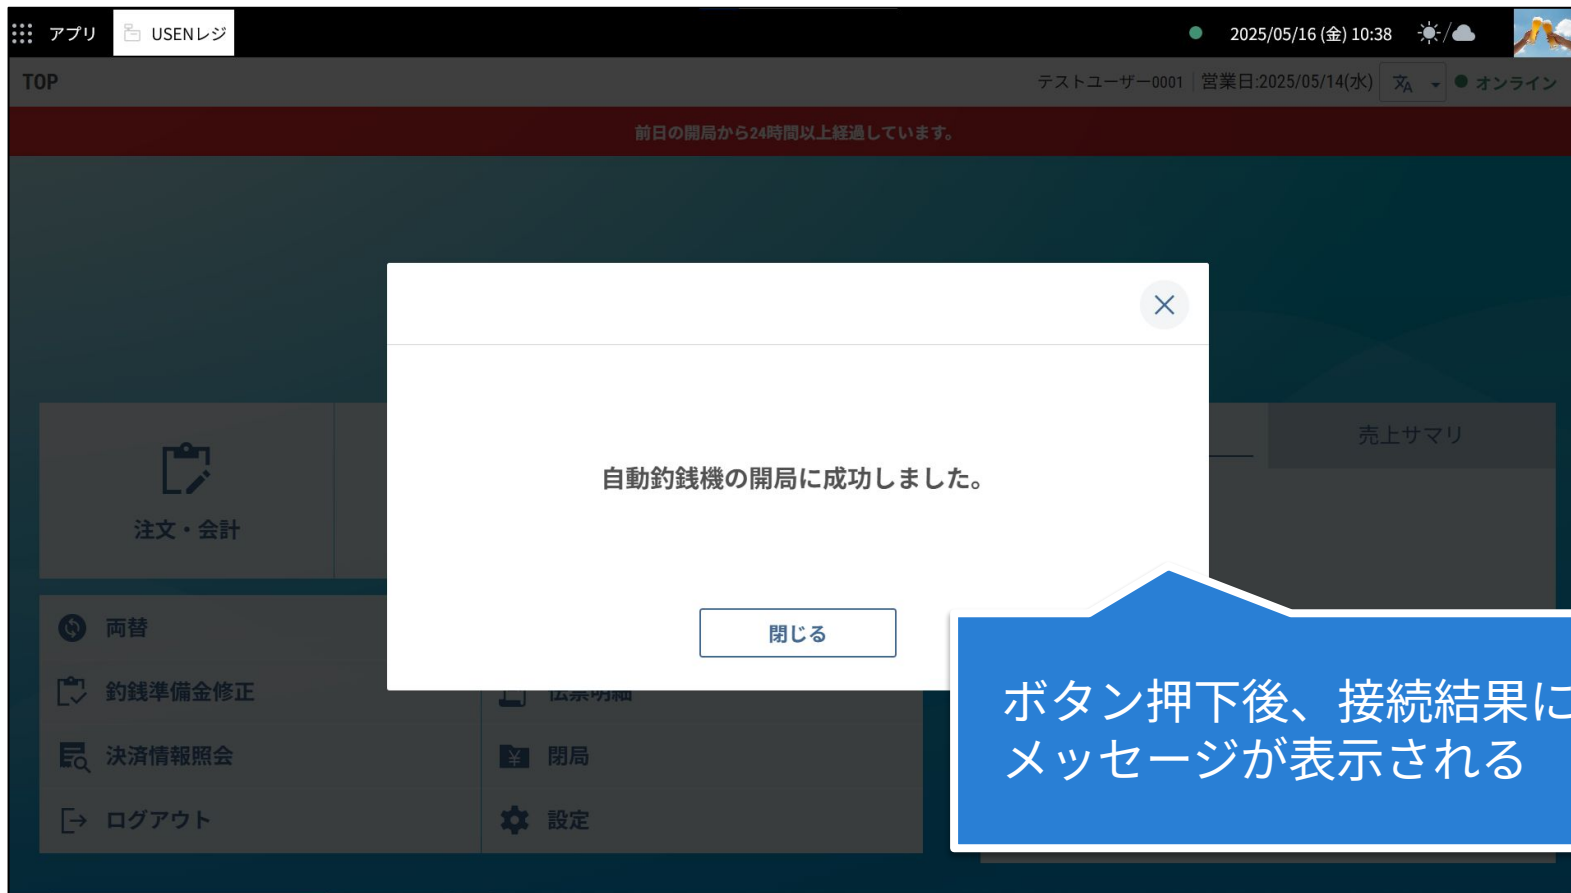 アプリ
USENレジ
2025/05/16 (金) 10:38
TOP
テストユーザー0001
営業日:2025/05/14(水)
オンライン
前日の開局から24時間以上経過しています。
自動釣銭機の開局に成功しました。
閉じる
売上サマリ
注文・会計
両替
釣銭準備金修正
伝票明細
決済情報照会
閉局
ログアウト
設定
ボタン押下後、接続結果に
メッセージが表示される